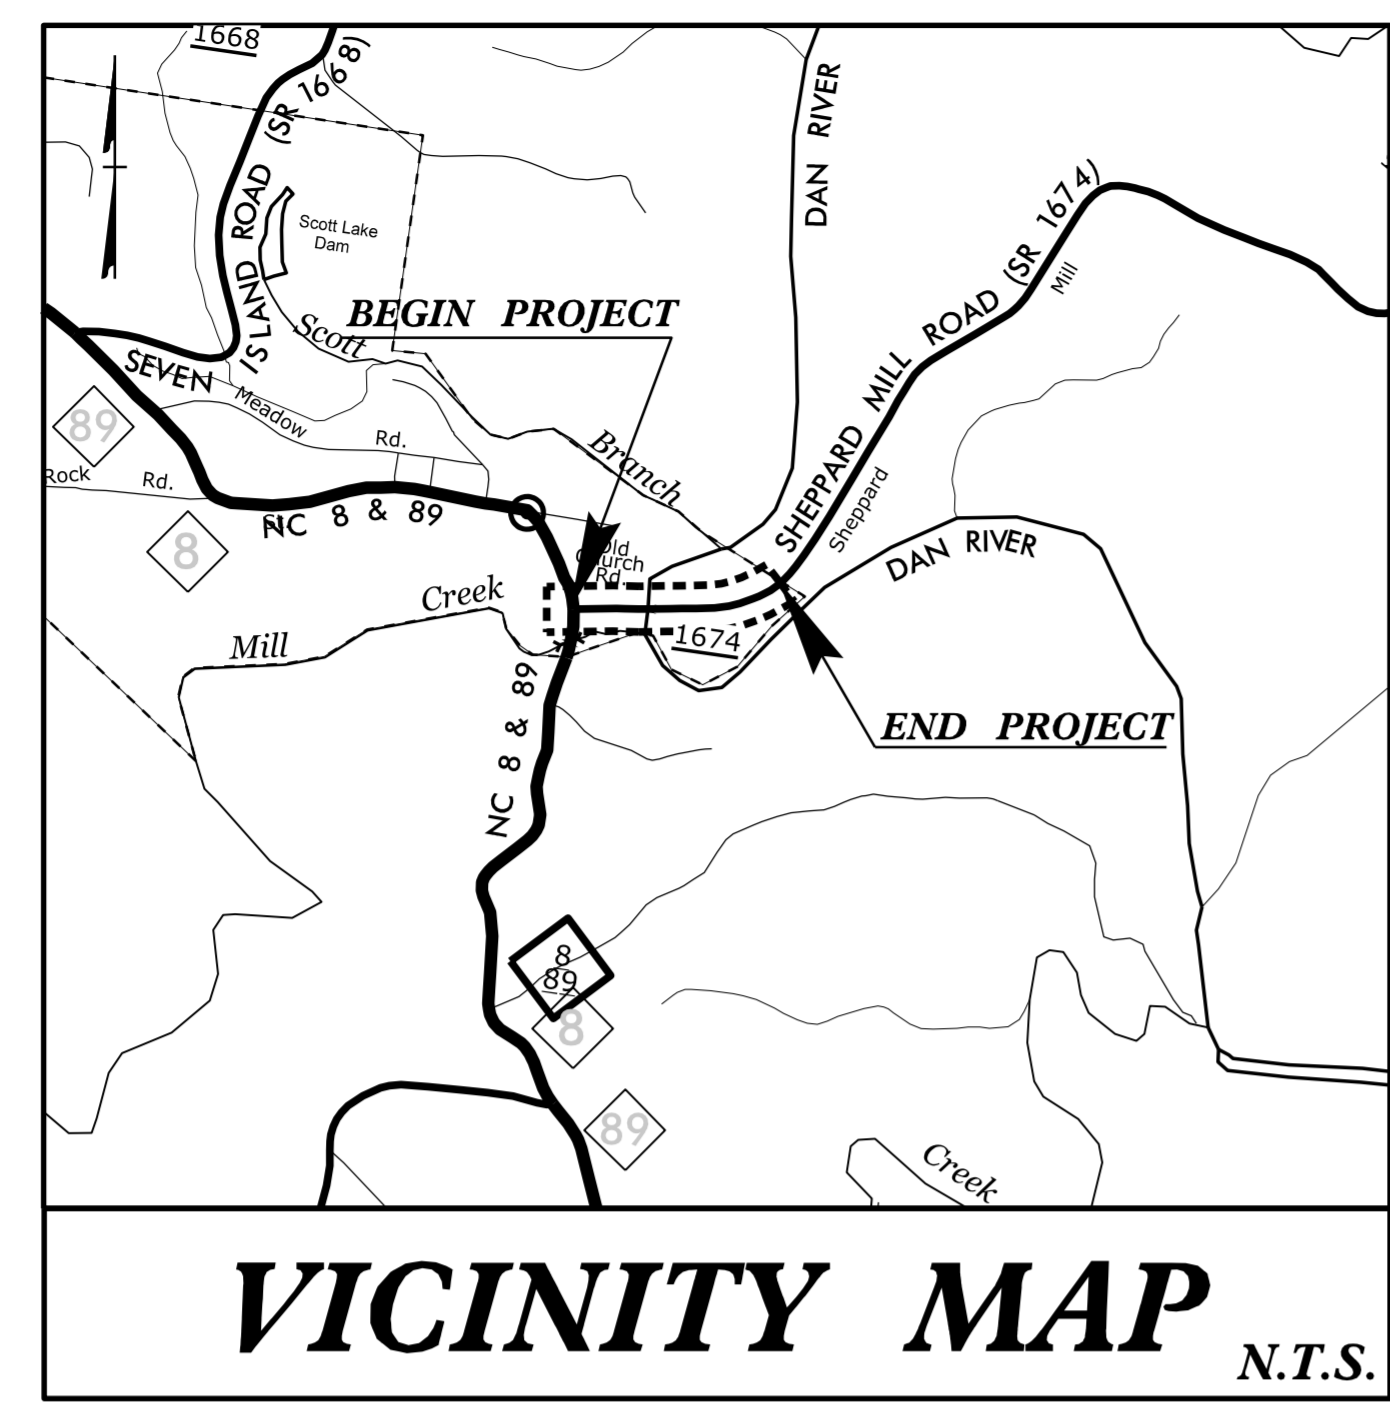 1668
SEVEN ISLAND ROAD (SR 1668)
Scott Lake
Dam
DAN RIVER
SHEPPARD MILL ROAD (SR 1674)
Sheppard Mill
BEGIN PROJECT
Scott Branch
Meadow Rd.
89
Rock Rd.
8
NC 8 & 89
Old
Church
Rd.
DAN RIVER
Mill Creek
1674
END PROJECT
NC 8 & 89
8
89
8
89
Creek
VICINITY MAP
N.T.S.